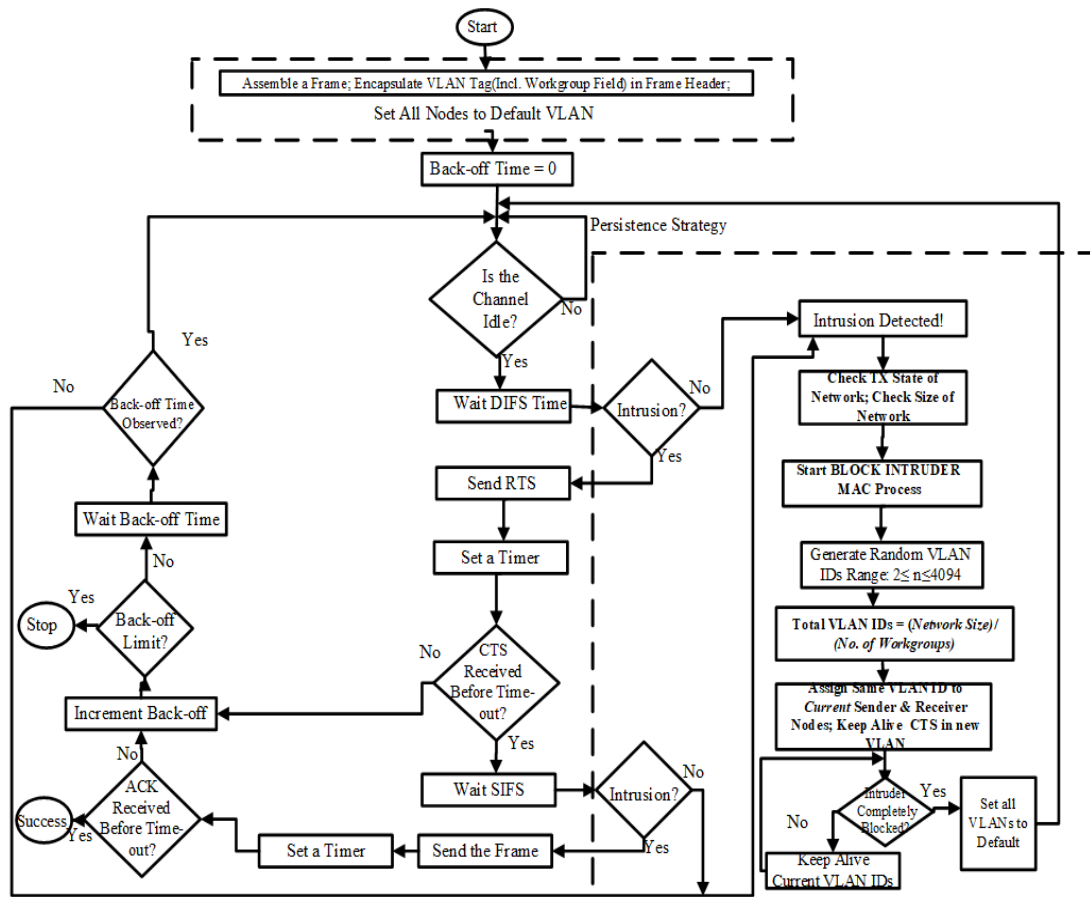 Start
Assemble a Frame; Encapsulate VLAN Tag(Incl. Workgroup Field) in Frame Header;
Set All Nodes to Default VLAN
Back-off Time = 0
Persistence Strategy
Is the
Channel
Idle?
No
Yes
Wait DIFS Time
Intrusion?
No
Yes
Intrusion Detected!
Check TX State of
Network; Check Size of
Network
Start BLOCK INTRUDER
MAC Process
Generate Random VLAN
IDs Range: 2≤ n≤4094
Total VLAN IDs = (Network Size)/
(No. of Workgroups)
Assign Same VLAN ID to
Current Sender & Receiver
Nodes; Keep Alive CTS in new
VLAN
Intruder
Completely
Blocked?
Yes
No
Set all
VLANs to
Default
Keep Alive
Current VLAN IDs
Send RTS
Set a Timer
CTS
Received
Before Time-
out?
No
Yes
Wait SIFS
Intrusion?
No
Yes
Send the Frame
Set a Timer
ACK
Received
Before Time-
out?
Yes
Success
No
Increment Back-off
Back-off
Limit?
Yes
Stop
No
Wait Back-off Time
Back-off Time
Observed?
Yes
No